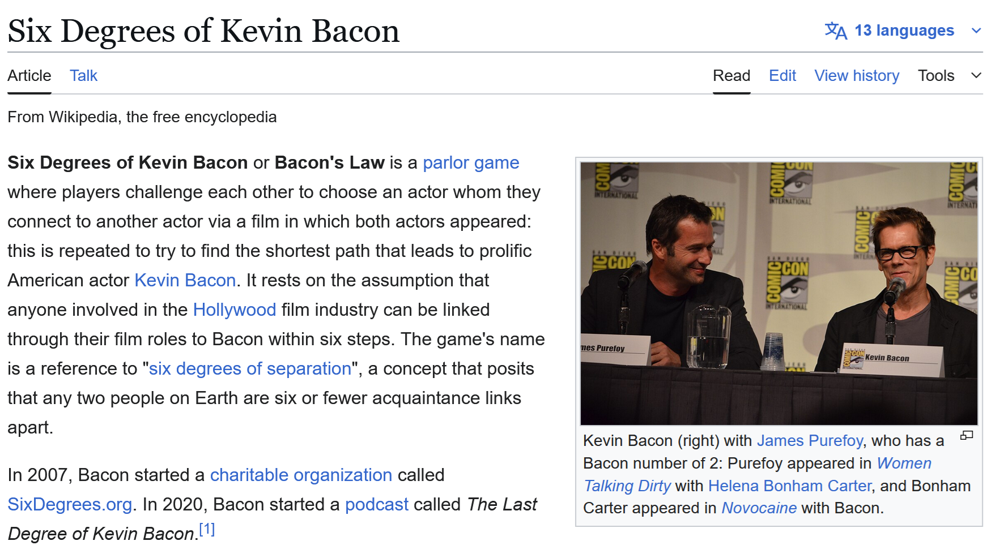 Six Degrees of Kevin Bacon
13 languages
Article Talk
Read Edit View history Tools
From Wikipedia, the free encyclopedia
Six Degrees of Kevin Bacon or Bacon's Law is a parlor game
where players challenge each other to choose an actor whom they
connect to another actor via a film in which both actors appeared:
this is repeated to try to find the shortest path that leads to prolific
American actor Kevin Bacon. It rests on the assumption that
anyone involved in the Hollywood film industry can be linked
through their film roles to Bacon within six steps. The game's name
is a reference to "six degrees of separation", a concept that posits
that any two people on Earth are six or fewer acquaintance links
apart.
In 2007, Bacon started a charitable organization called
SixDegrees.org. In 2020, Bacon started a podcast called The Last
Degree of Kevin Bacon.[1]
COMIC CON
INTERNATIONAL
COMIC CON
INTERNATIONAL
SAN DIEGO
COMIC CON
INTERNATIONAL
mes Purefoy
COMIC CON
Kevin Bacon
Kevin Bacon (right) with James Purefoy, who has a
Bacon number of 2: Purefoy appeared in Women
Talking Dirty with Helena Bonham Carter, and Bonham
Carter appeared in Novocaine with Bacon.